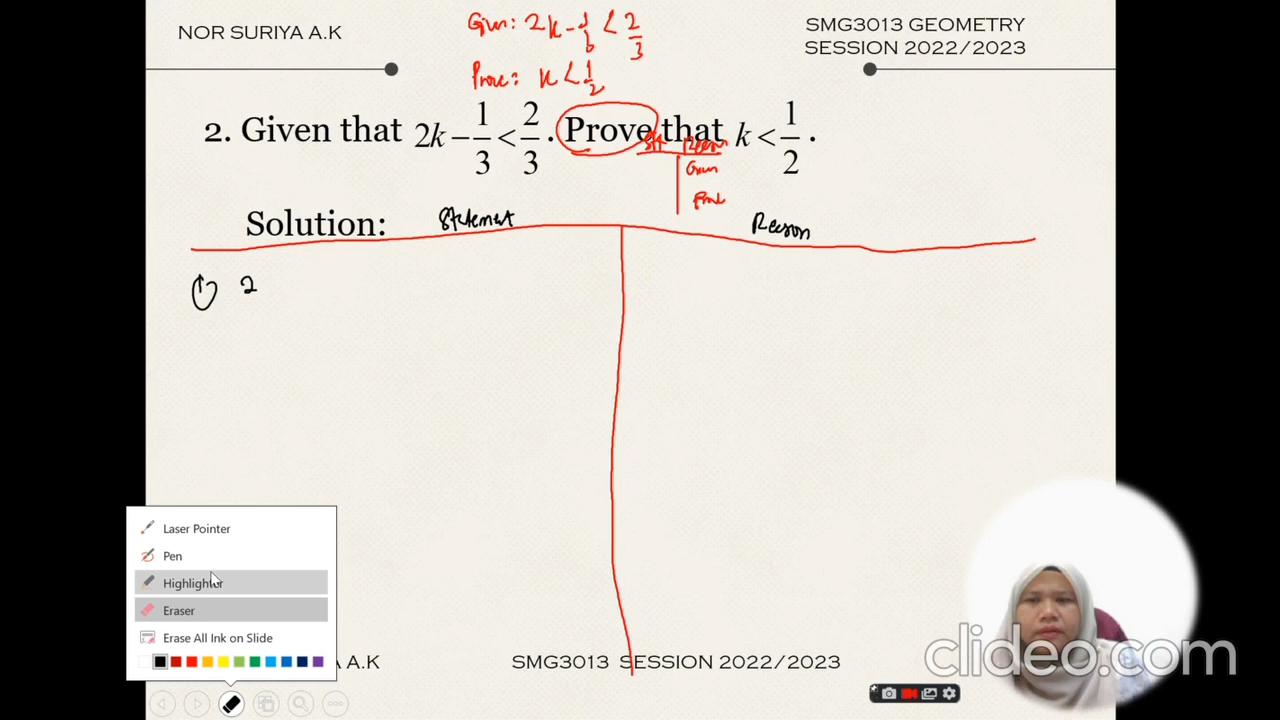 NOR SURIYA A.K
SMG3013 GEOMETRY
SESSION 2022/2023
Given: 2k - 1/3 < 2/3
Prove: k < 1/2
2. Given that 2k − 1/3 < 2/3. Prove that k < 1/2.
Reason
Given
Solution:
Statement
Reason
① 2
Laser Pointer
Pen
Highlighter
Eraser
Erase All Ink on Slide
A.K
SMG3013 SESSION 2022/2023
clideo.com